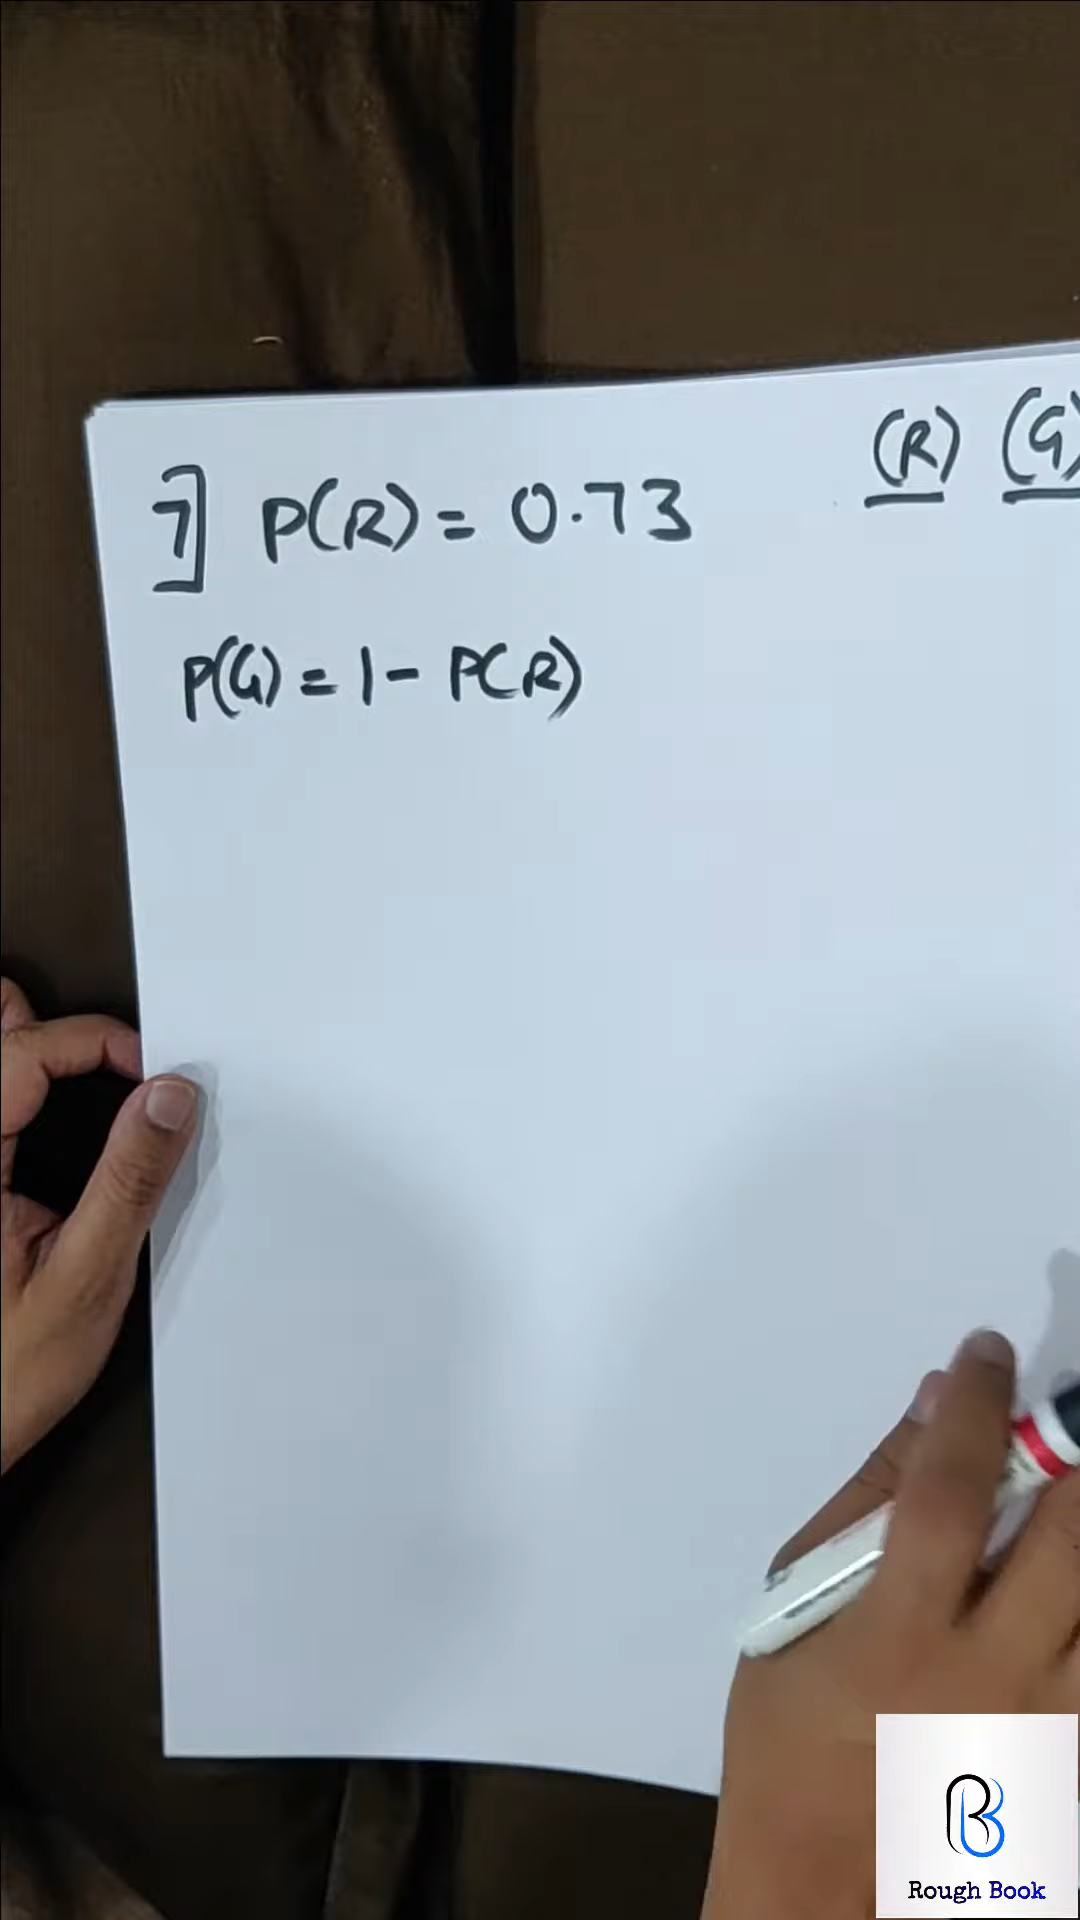 7] P(R) = 0.73
(R) (G)
P(G) = 1 - P(R)
Rough Book